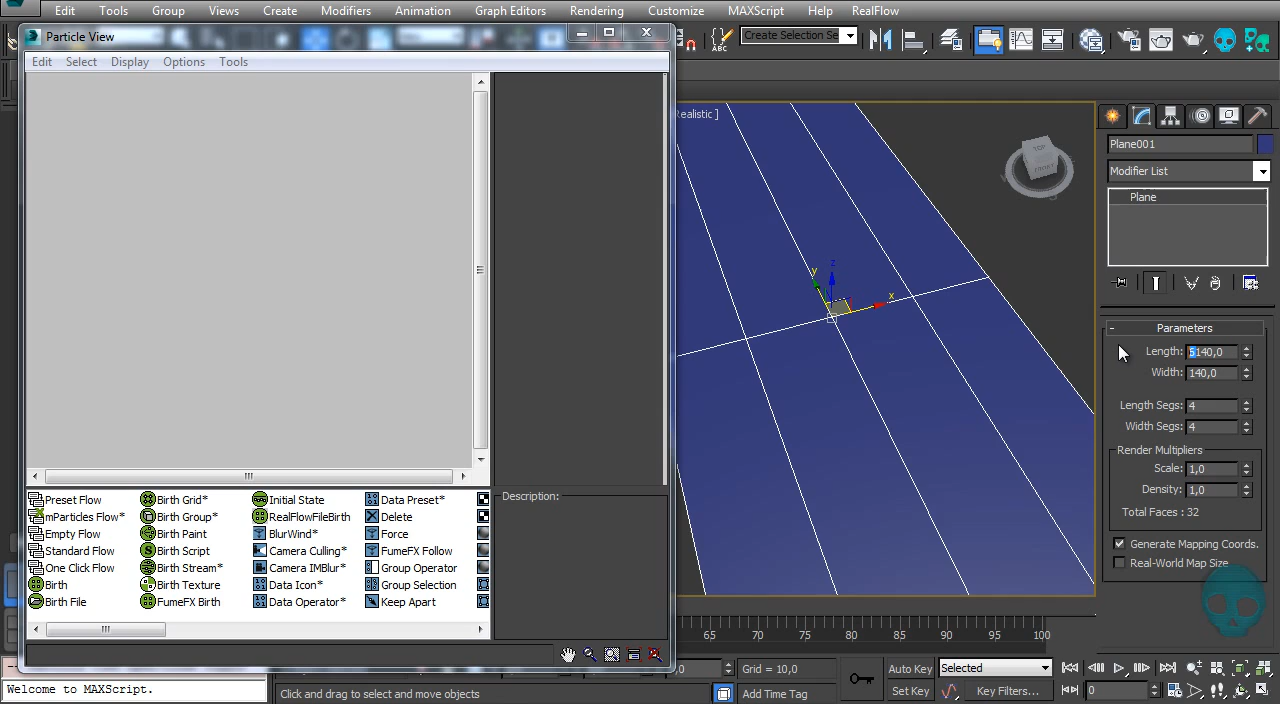 Edit Tools Group Views Create Modifiers Animation Graph Editors Rendering Customize MAXScript Help RealFlow
Particle View
Create Selection Se
ABC
Edit Select Display Options Tools
Realistic ]
TOP
FRONT
z
y
x
Plane001
Modifier List
Plane
- Parameters
Length: 5140,0
Width: 140,0
Length Segs: 4
Width Segs: 4
Render Multipliers
Scale: 1,0
Density: 1,0
Total Faces : 32
Generate Mapping Coords.
Real-World Map Size
Preset Flow Birth Grid* Initial State Data Preset*
mParticles Flow* Birth Group* RealFlowFileBirth Delete
Empty Flow Birth Paint BlurWind* Force
Standard Flow Birth Script Camera Culling* FumeFX Follow
One Click Flow Birth Stream* Camera IMBlur* Group Operator
Birth Birth Texture Data Icon* Group Selection
Birth File FumeFX Birth Data Operator* Keep Apart
Description:
65 70 75 80 85 90 95 100
,0 Grid = 10,0 Auto Key Selected
Welcome to MAXScript. Click and drag to select and move objects Add Time Tag Set Key Key Filters... 0